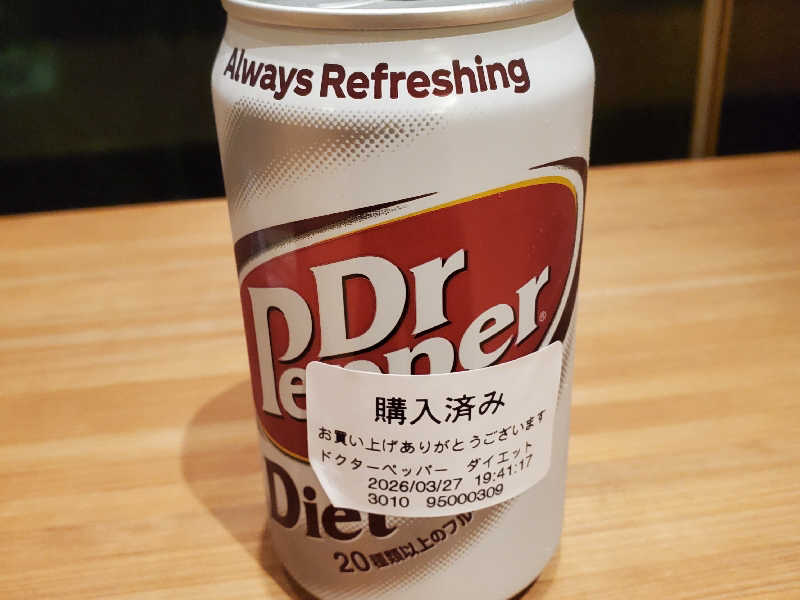 Always Refreshing
Dr
Pepper
®
購入済み
お買い上げありがとうございます
ドクターペッパー ダイエット
2026/03/27 19:41:17
3010 95000309
Diet
20種類以上のフル